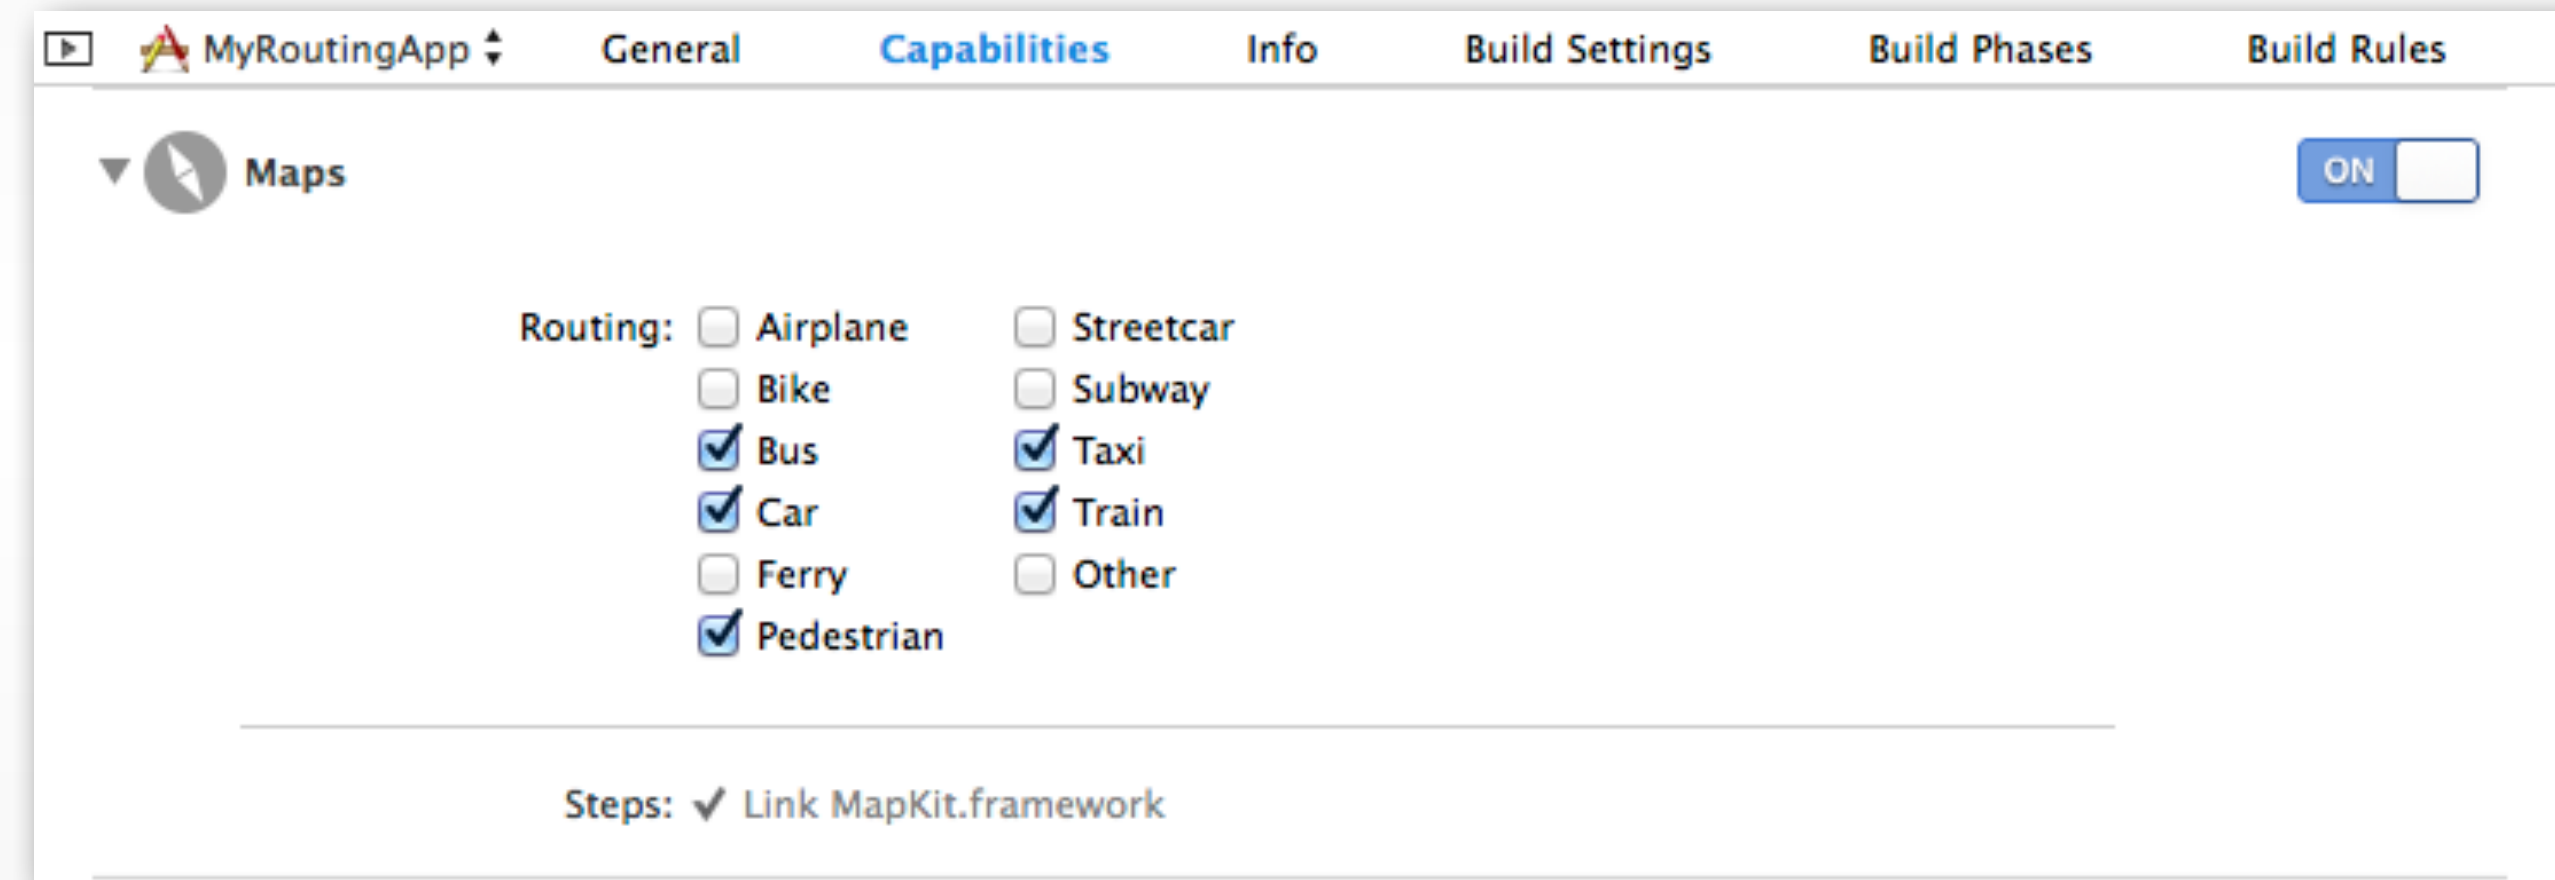 MyRoutingApp General Capabilities Info Build Settings Build Phases Build Rules
Maps ON
Routing: Airplane Streetcar
Bike Subway
Bus Taxi
Car Train
Ferry Other
Pedestrian
Steps: Link MapKit.framework